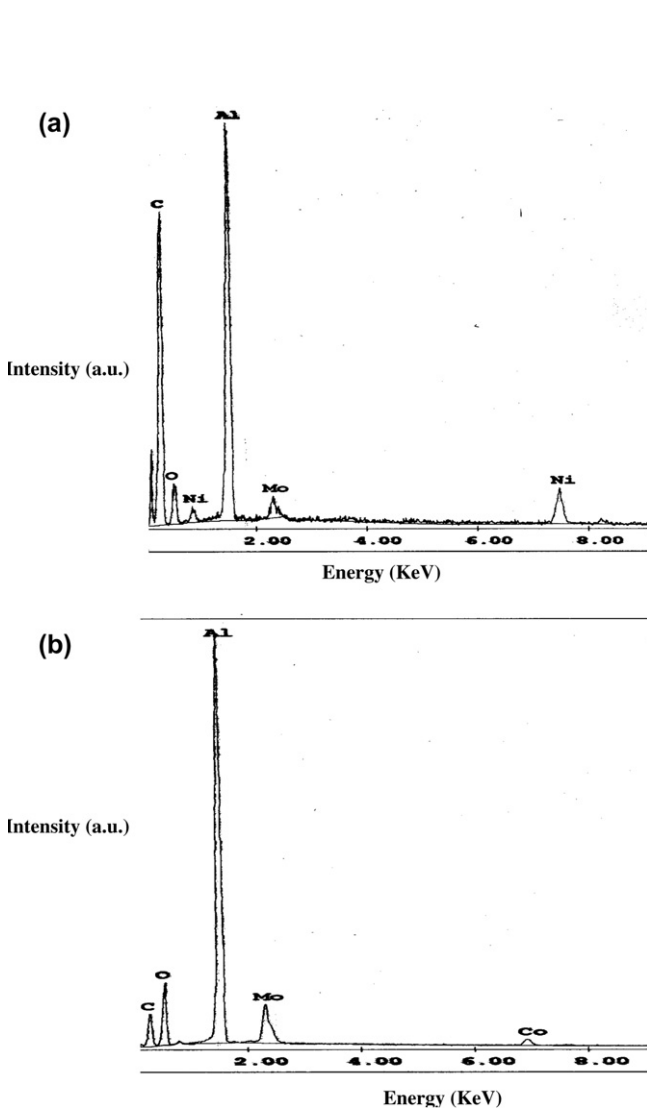 (a)
Al
C
Intensity (a.u.)
O
Ni
Mo
Ni
2.00 4.00 6.00 8.00
Energy (KeV)
(b)
Al
Intensity (a.u.)
C
O
Mo
Co
2.00 4.00 6.00 8.00
Energy (KeV)